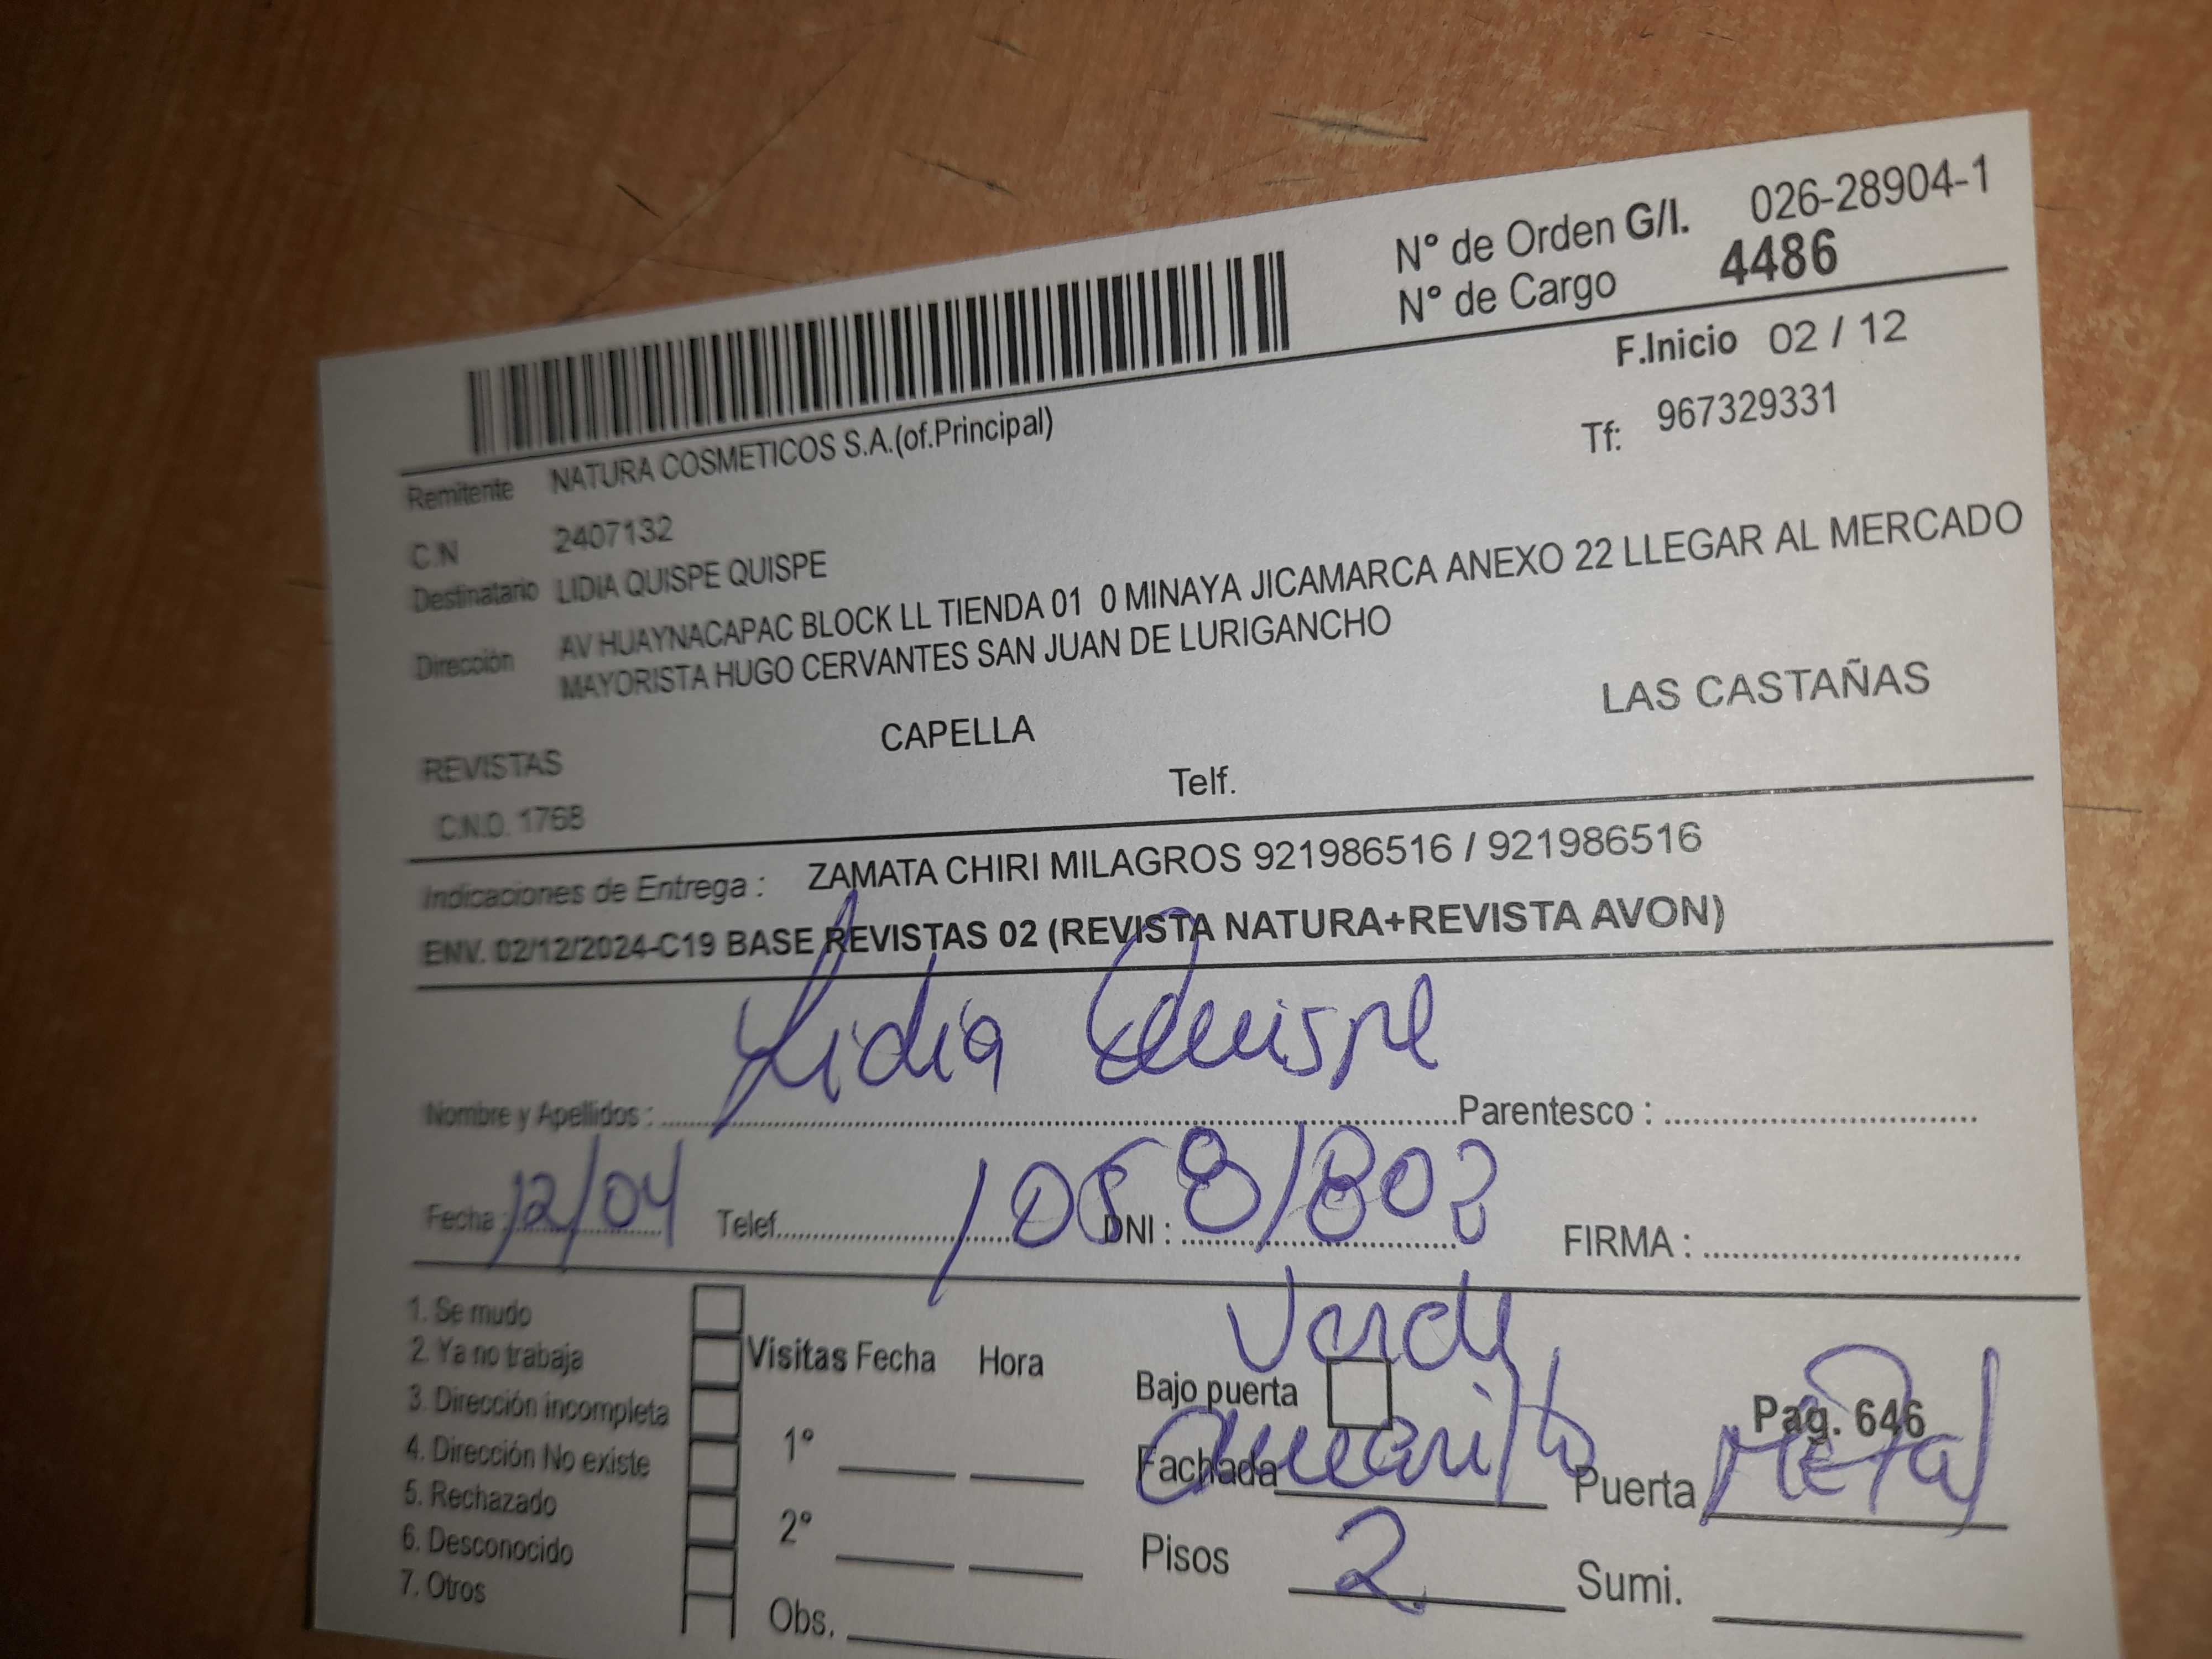 N° de Orden G/I. 026-28904-1
N° de Cargo 4486
F.Inicio 02 / 12
Remitente NATURA COSMETICOS S.A.(of.Principal)
Tf: 967329331
C.N 2407132
Destinatario LIDIA QUISPE QUISPE
Dirección AV HUAYNACAPAC BLOCK LL TIENDA 01 0 MINAYA JICAMARCA ANEXO 22 LLEGAR AL MERCADO
MAYORISTA HUGO CERVANTES SAN JUAN DE LURIGANCHO
REVISTAS CAPELLA LAS CASTAÑAS
C.N.O. 1768 Telf.
Indicaciones de Entrega : ZAMATA CHIRI MILAGROS 921986516 / 921986516
ENV. 02/12/2024-C19 BASE REVISTAS 02 (REVISTA NATURA+REVISTA AVON)
Lidia Quispe
Nombre y Apellidos : Parentesco :
Fecha : 12/04 Telef. DNI : FIRMA :
1. Se mudo
2. Ya no trabaja
3. Dirección incompleta
4. Dirección No existe
5. Rechazado
6. Desconocido
7. Otros
Visitas Fecha Hora
1°
2°
Obs.
Verde
Bajo puerta
Pag. 646
Fachada Amarillo Puerta Metal
Pisos 2 Sumi.